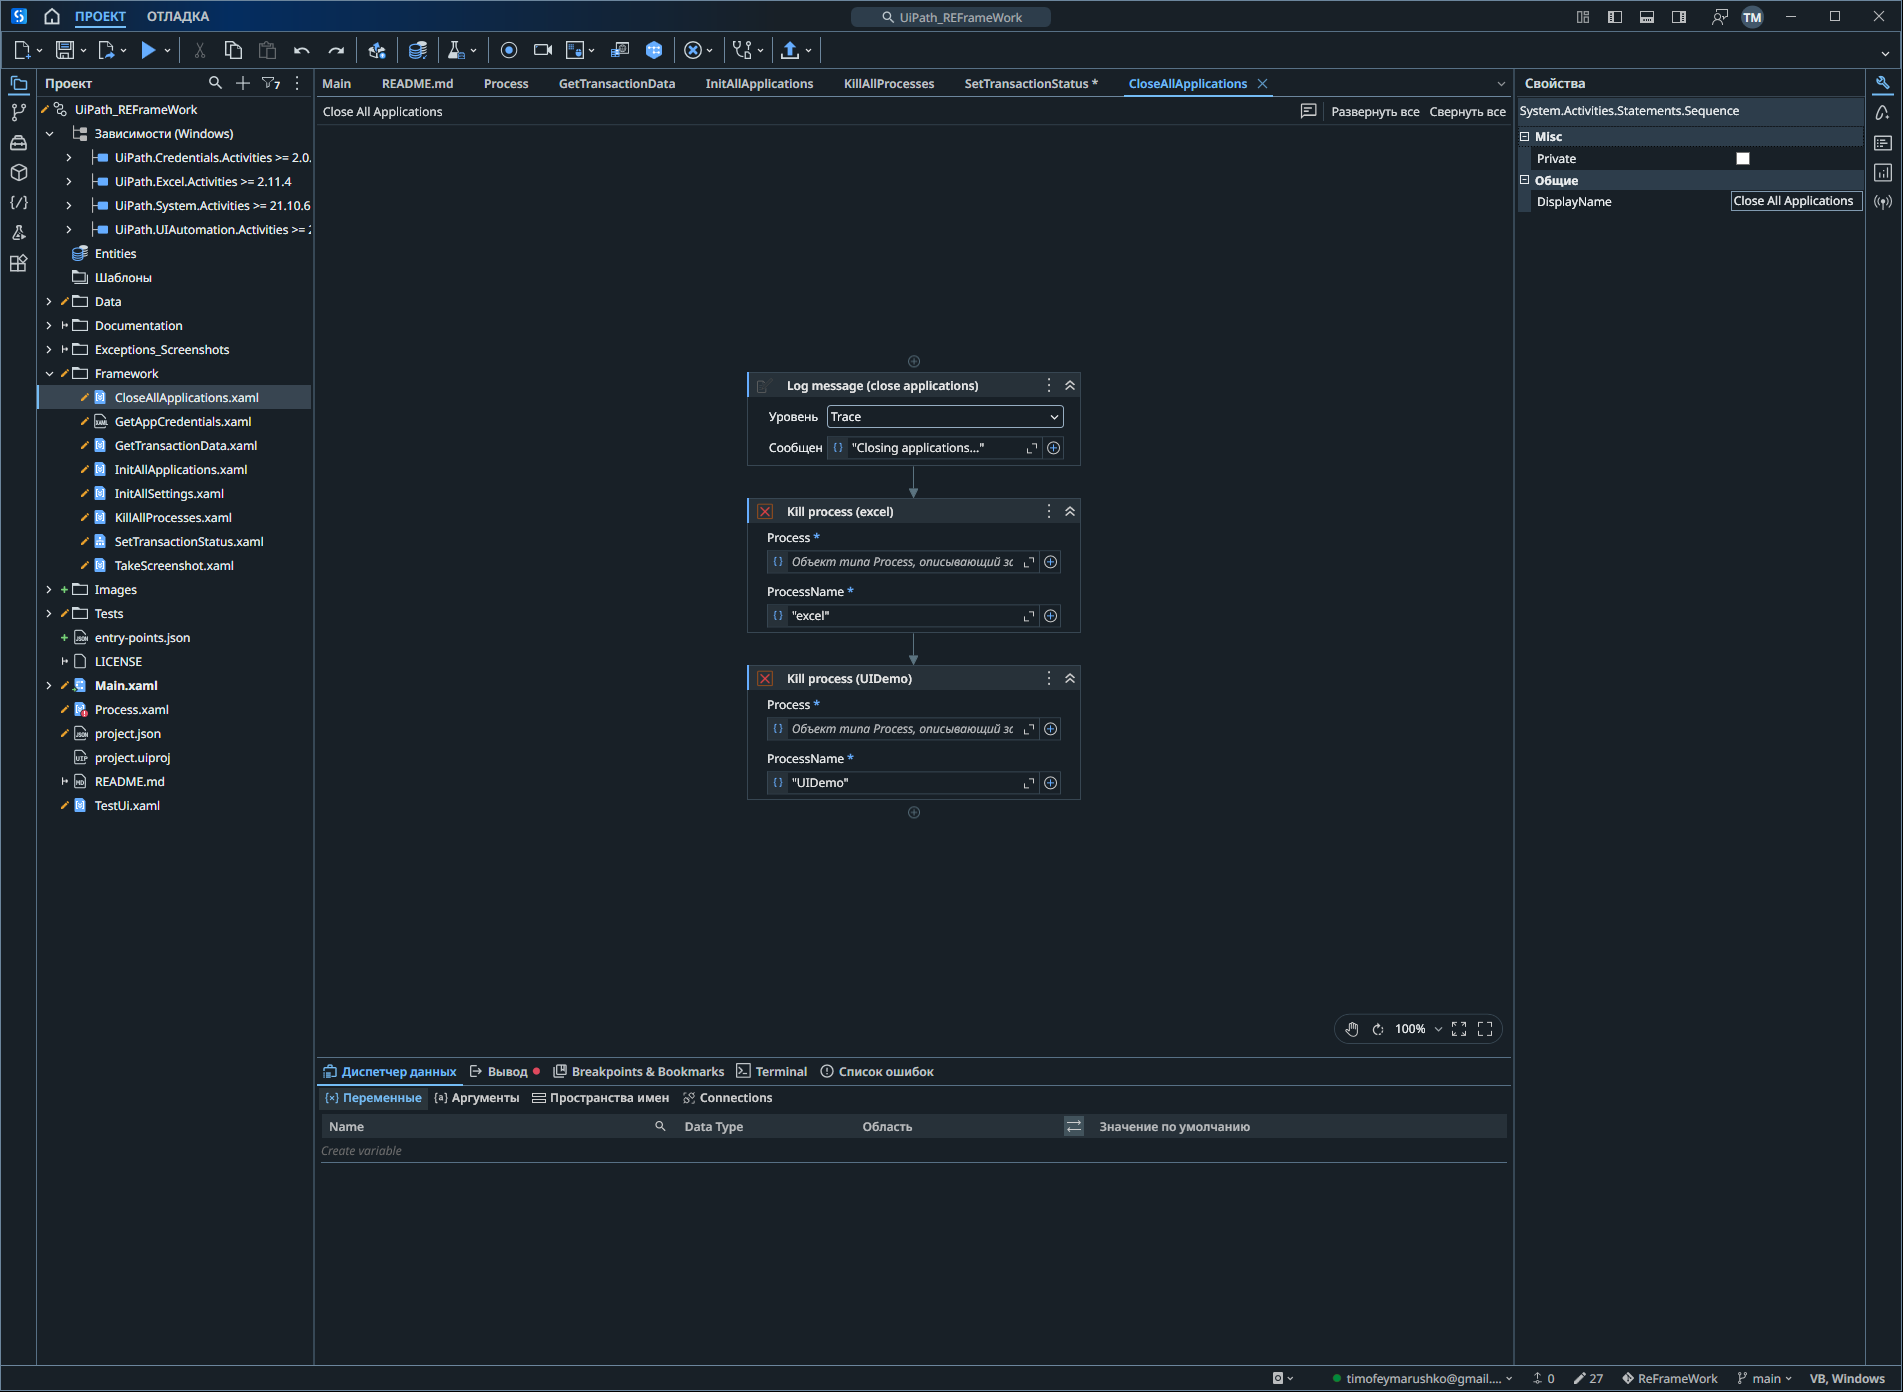 ПРОЕКТ ОТЛАДКА UiPath_REFrameWork TM
Проект 7
Main README.md Process GetTransactionData InitAllApplications KillAllProcesses SetTransactionStatus * CloseAllApplications
Свойства
Close All Applications Развернуть все Свернуть все
System.Activities.Statements.Sequence
Misc
Private
Общие
DisplayName Close All Applications
UiPath_REFrameWork
Зависимости (Windows)
UiPath.Credentials.Activities >= 2.0.
UiPath.Excel.Activities >= 2.11.4
UiPath.System.Activities >= 21.10.6
UiPath.UIAutomation.Activities >=
Entities
Шаблоны
Data
Documentation
Exceptions_Screenshots
Framework
CloseAllApplications.xaml
GetAppCredentials.xaml
GetTransactionData.xaml
InitAllApplications.xaml
InitAllSettings.xaml
KillAllProcesses.xaml
SetTransactionStatus.xaml
TakeScreenshot.xaml
Images
Tests
entry-points.json
LICENSE
Main.xaml
Process.xaml
project.json
project.uiproj
README.md
TestUi.xaml
Log message (close applications)
Уровень Trace
Сообщен "Closing applications..."
Kill process (excel)
Process *
Объект типа Process, описывающий за
ProcessName *
"excel"
Kill process (UIDemo)
Process *
Объект типа Process, описывающий за
ProcessName *
"UIDemo"
100%
Диспетчер данных Вывод Breakpoints & Bookmarks Terminal Список ошибок
Переменные Аргументы Пространства имен Connections
Name Data Type Область Значение по умолчанию
Create variable
timofeymarushko@gmail.... 0 27 ReFrameWork main VB, Windows